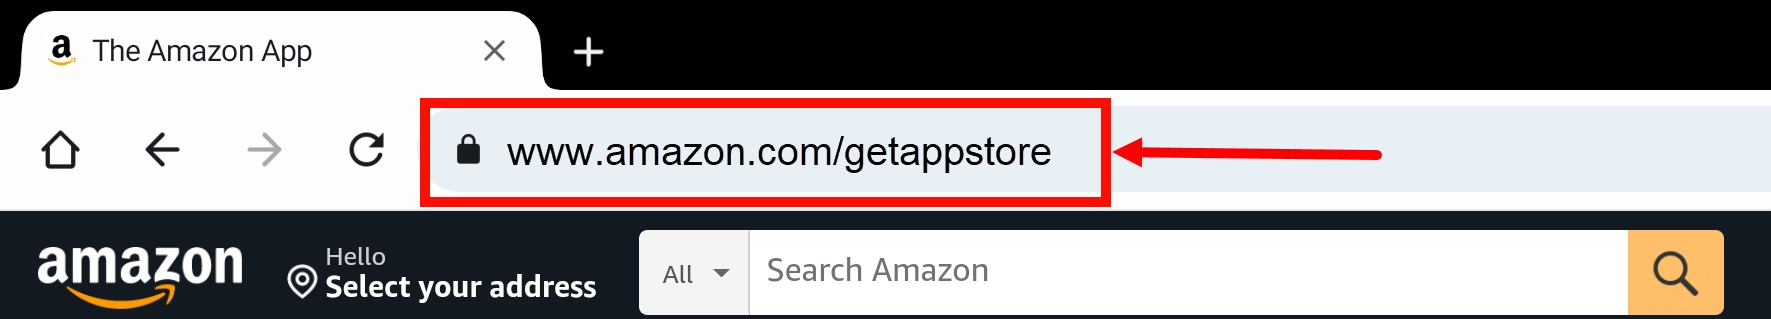 The Amazon App
www.amazon.com/getappstore
amazon
Hello
Select your address
All
Search Amazon